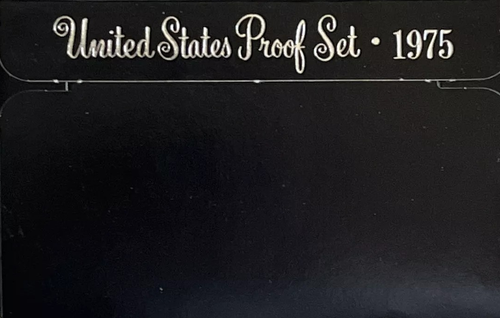 United States Proof Set • 1975